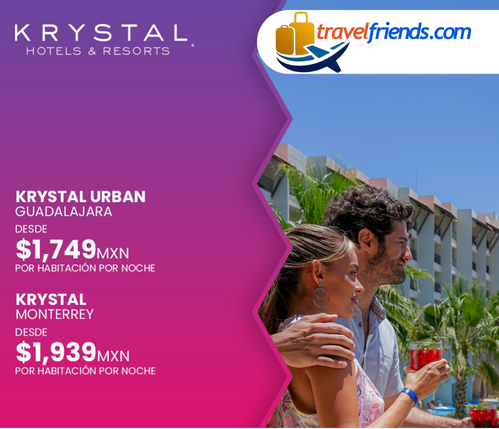 KRYSTAL
HOTELS & RESORTS
travelfriends.com
KRYSTAL URBAN
GUADALAJARA
DESDE
$1,749MXN
POR HABITACIÓN POR NOCHE
KRYSTAL
MONTERREY
DESDE
$1,939MXN
POR HABITACIÓN POR NOCHE